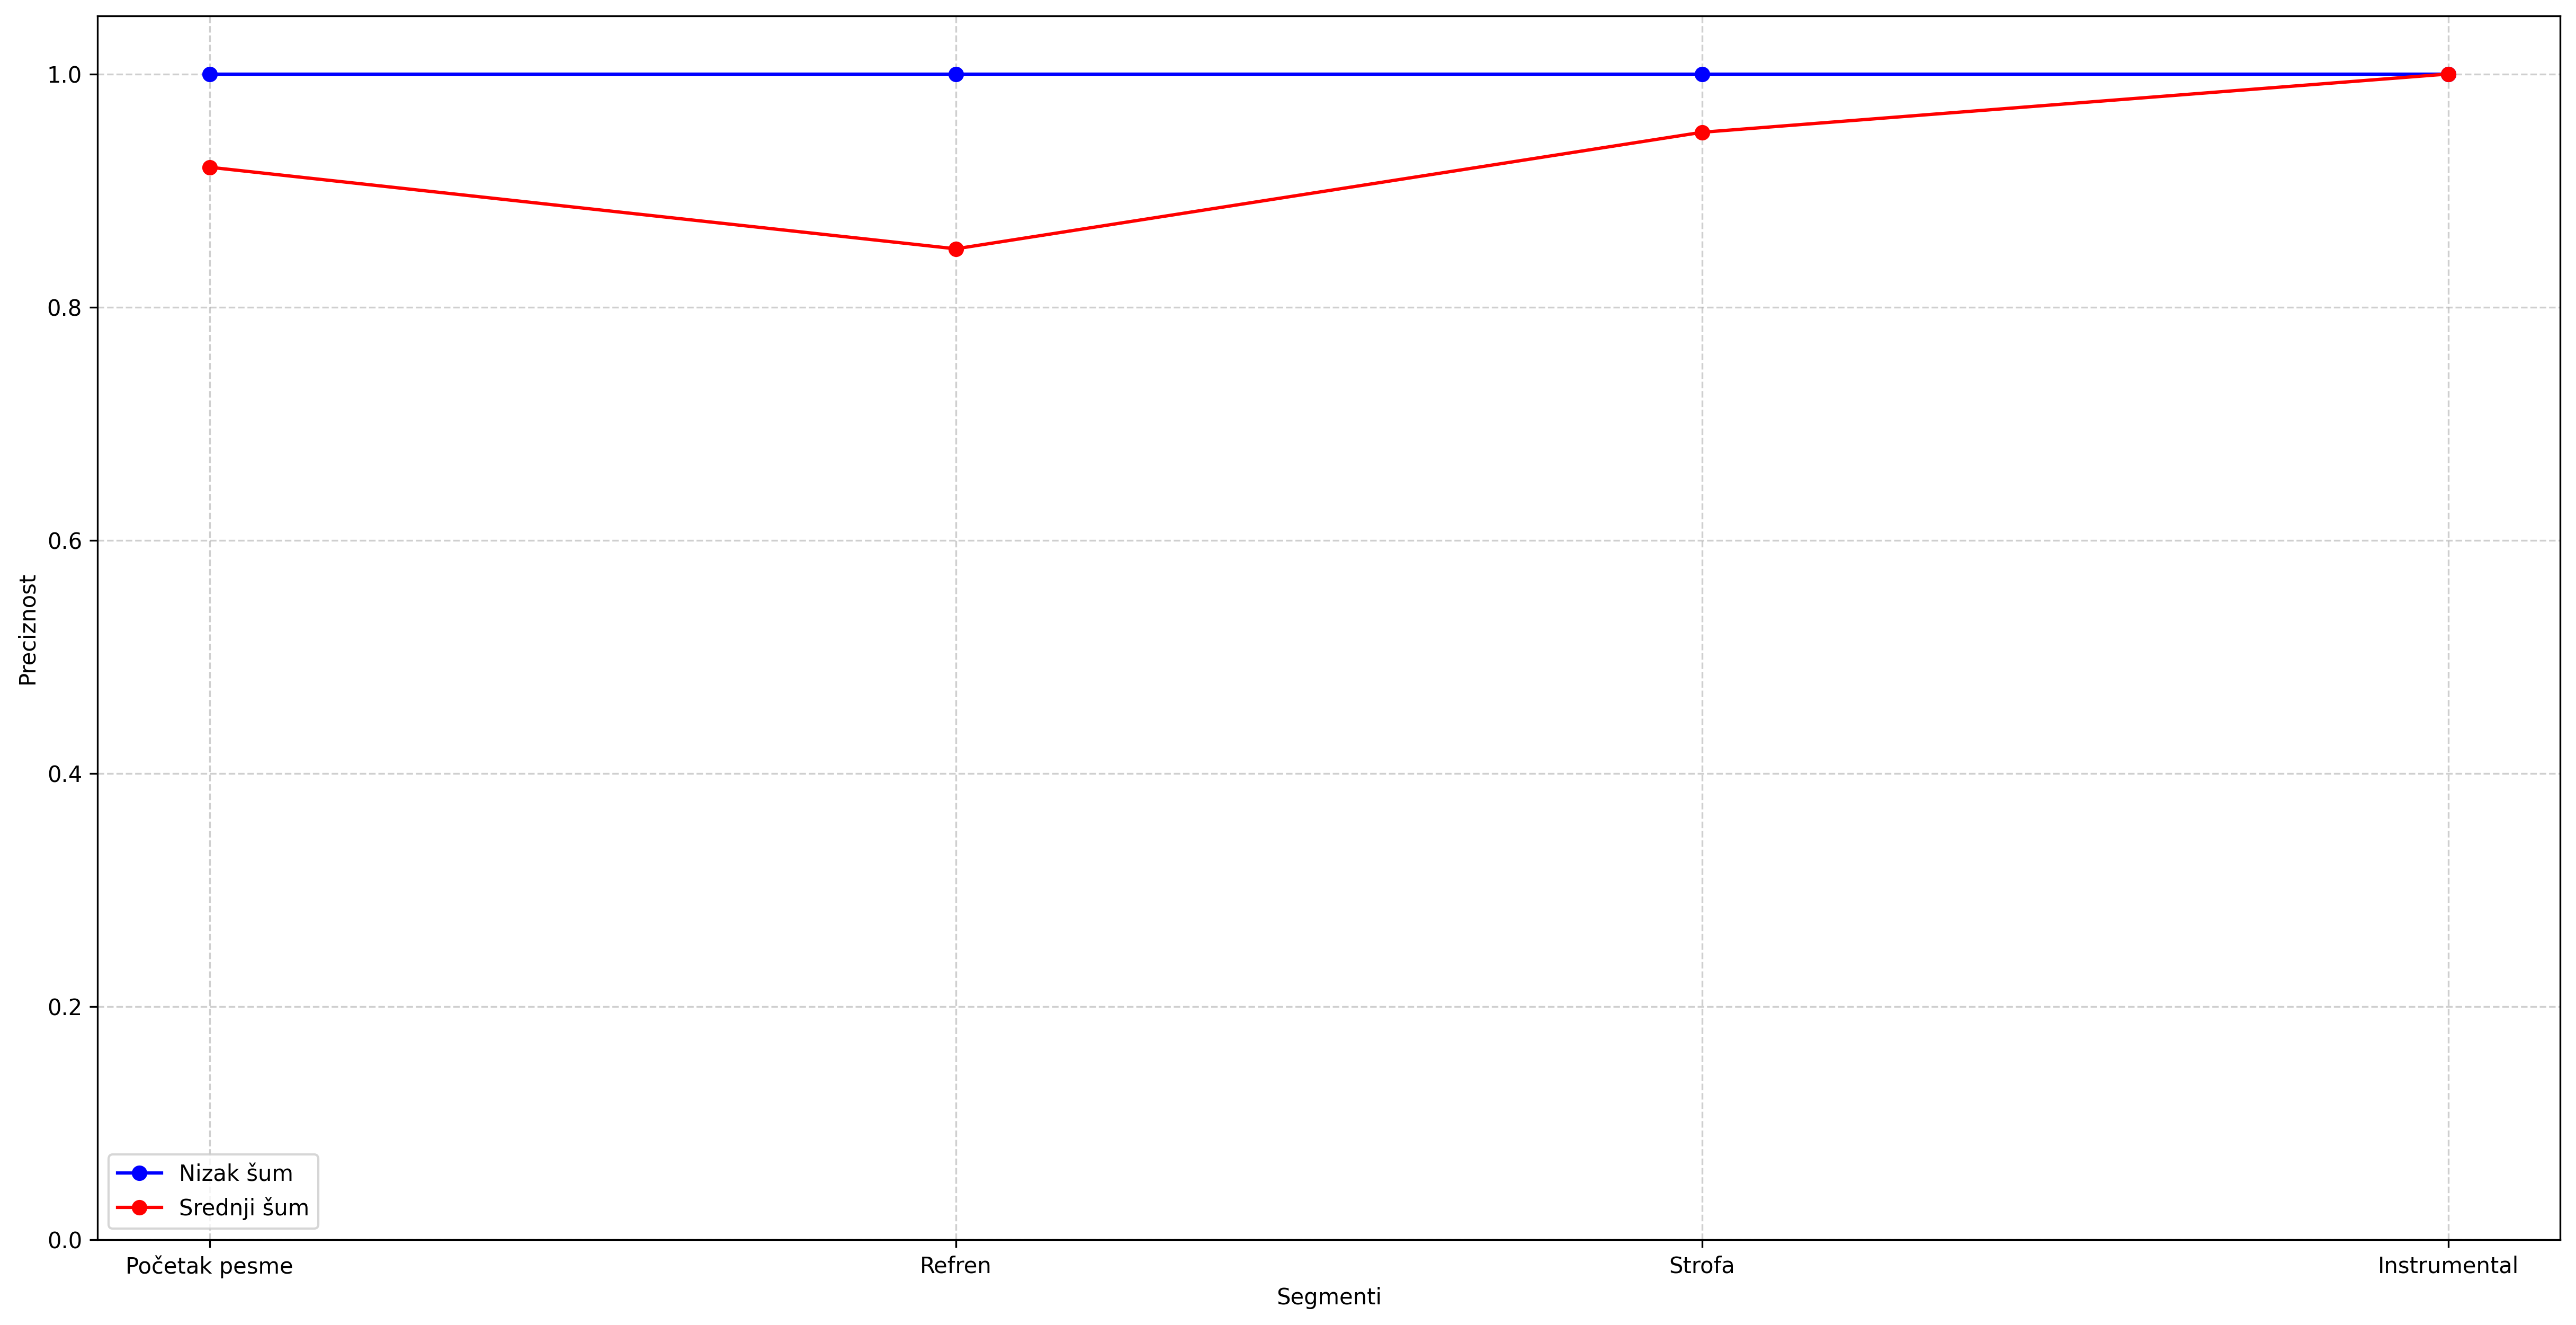 1.0
0.8
0.6
0.4
0.2
0.0
Preciznost
Nizak šum
Srednji šum
Početak pesme
Refren
Strofa
Instrumental
Segmenti